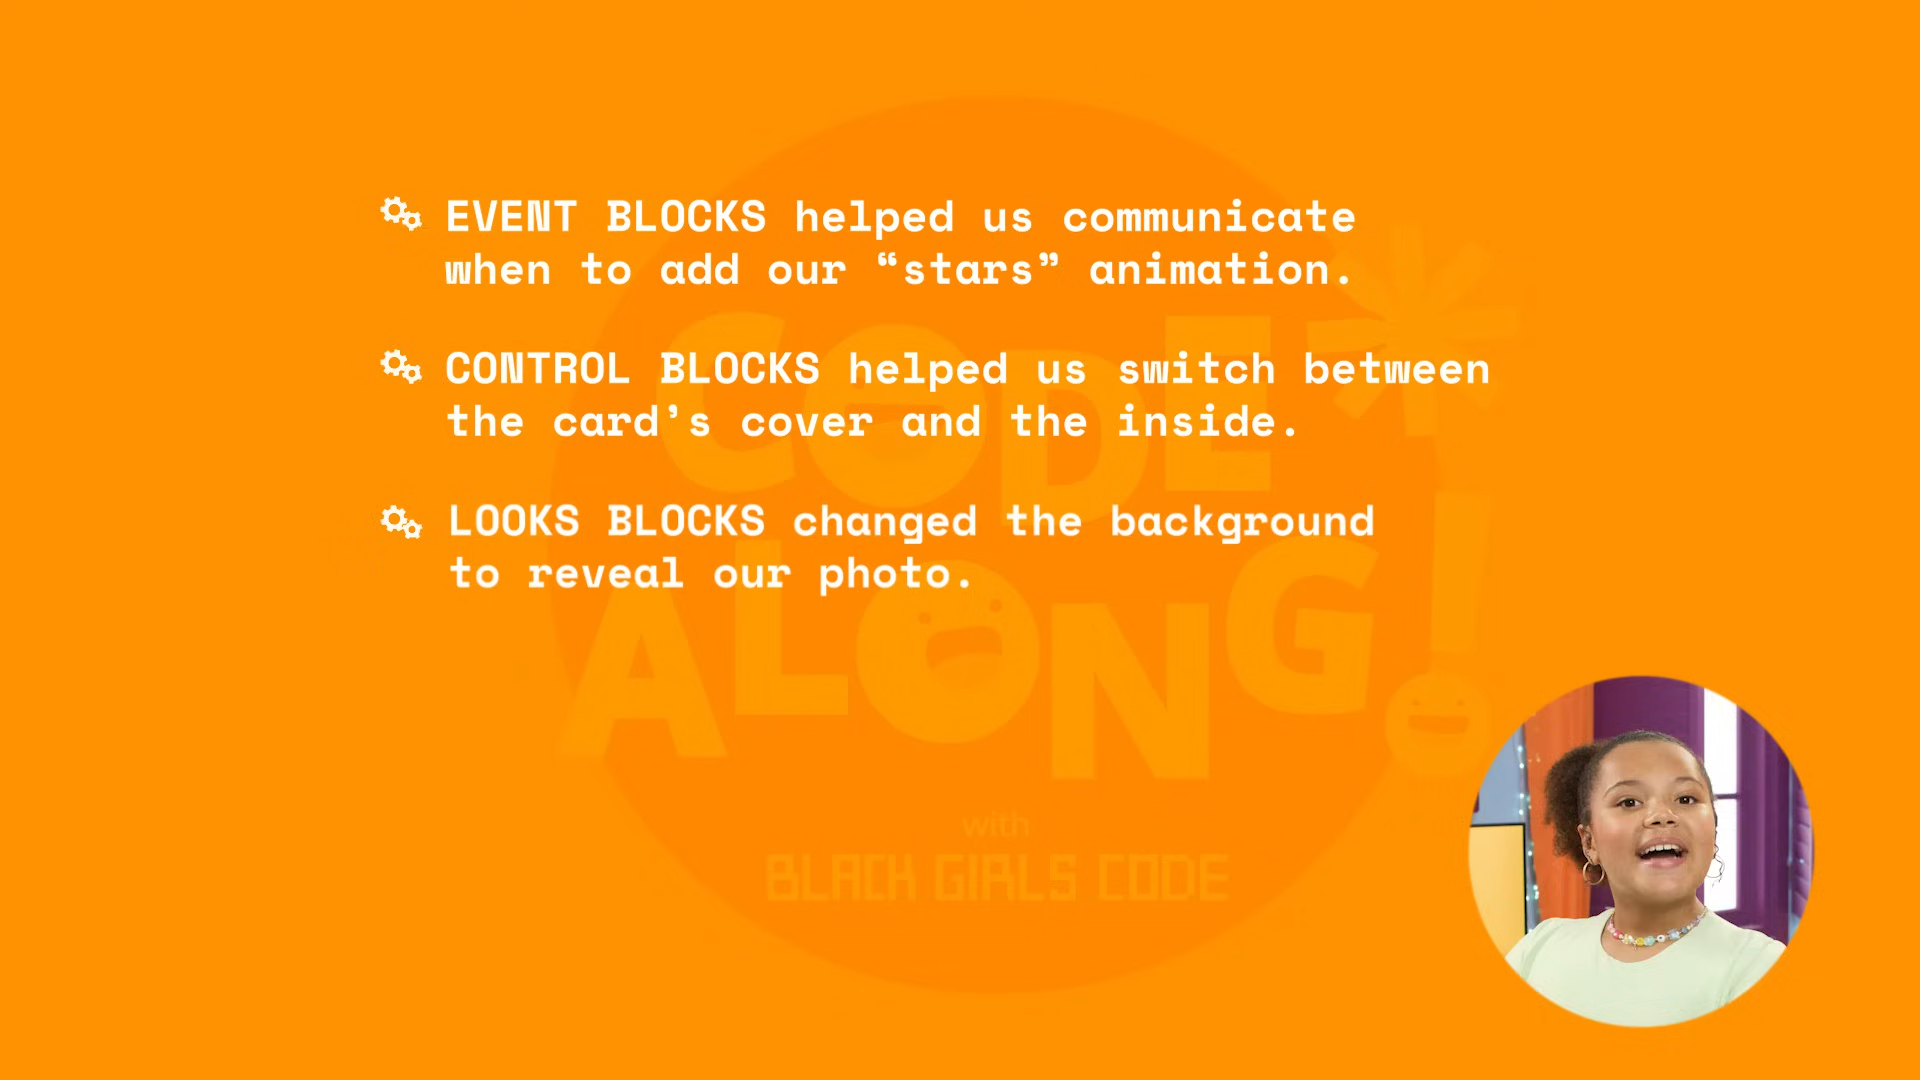 EVENT BLOCKS helped us communicate
when to add our “stars” animation.
CONTROL BLOCKS helped us switch between
the card’s cover and the inside.
LOOKS BLOCKS changed the background
to reveal our photo.
CODE
ALONG!
with
BLACK GIRLS CODE